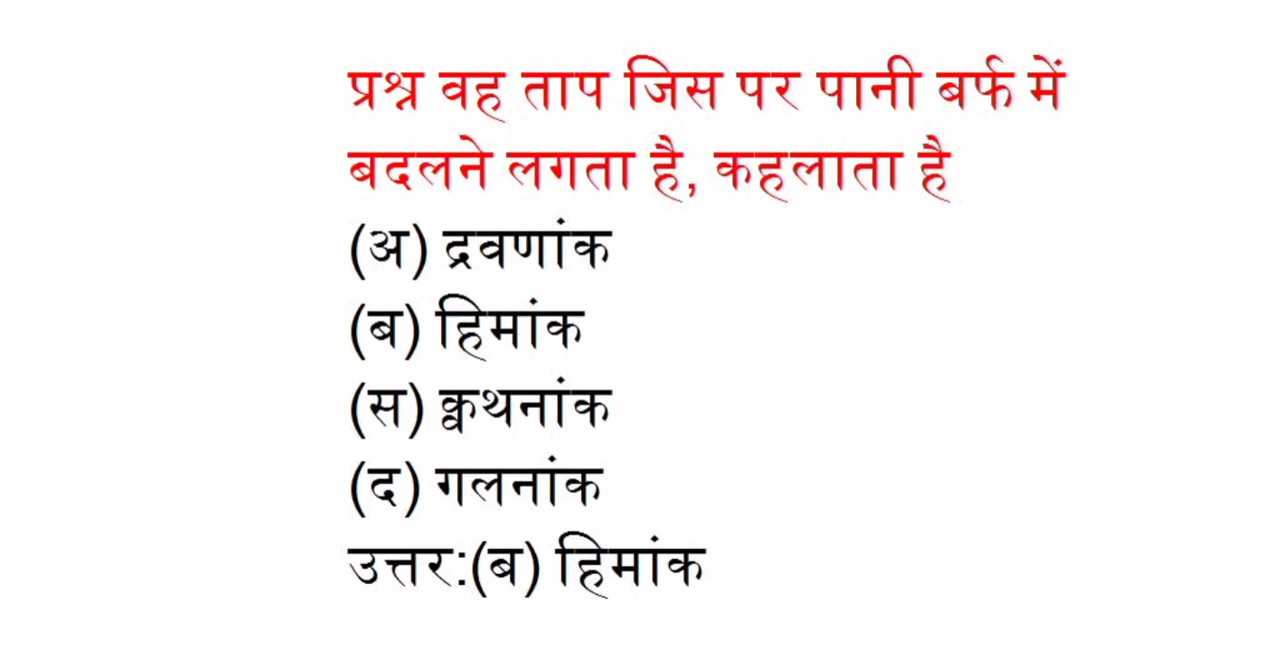 प्रश्न वह ताप जिस पर पानी बर्फ में
बदलने लगता है, कहलाता है
(अ) द्रवणांक
(ब) हिमांक
(स) क्वथनांक
(द) गलनांक
उत्तर:(ब) हिमांक